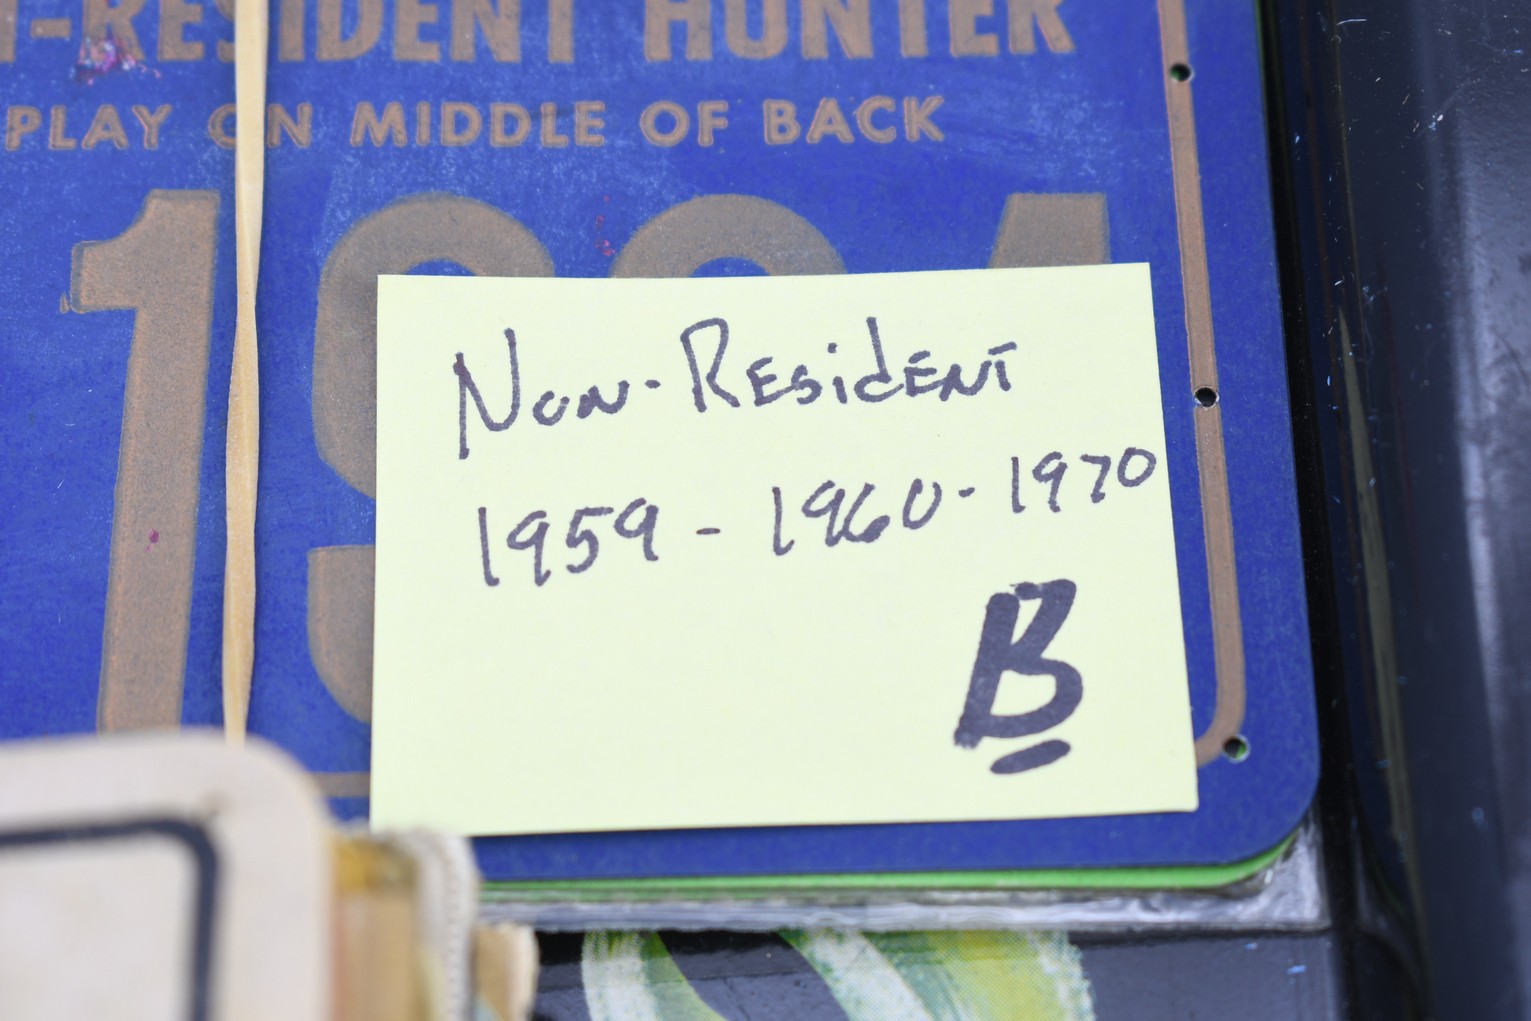 -RESIDENT HUNTER
PLAY ON MIDDLE OF BACK
Non-Resident
1959 - 1960 - 1970
B